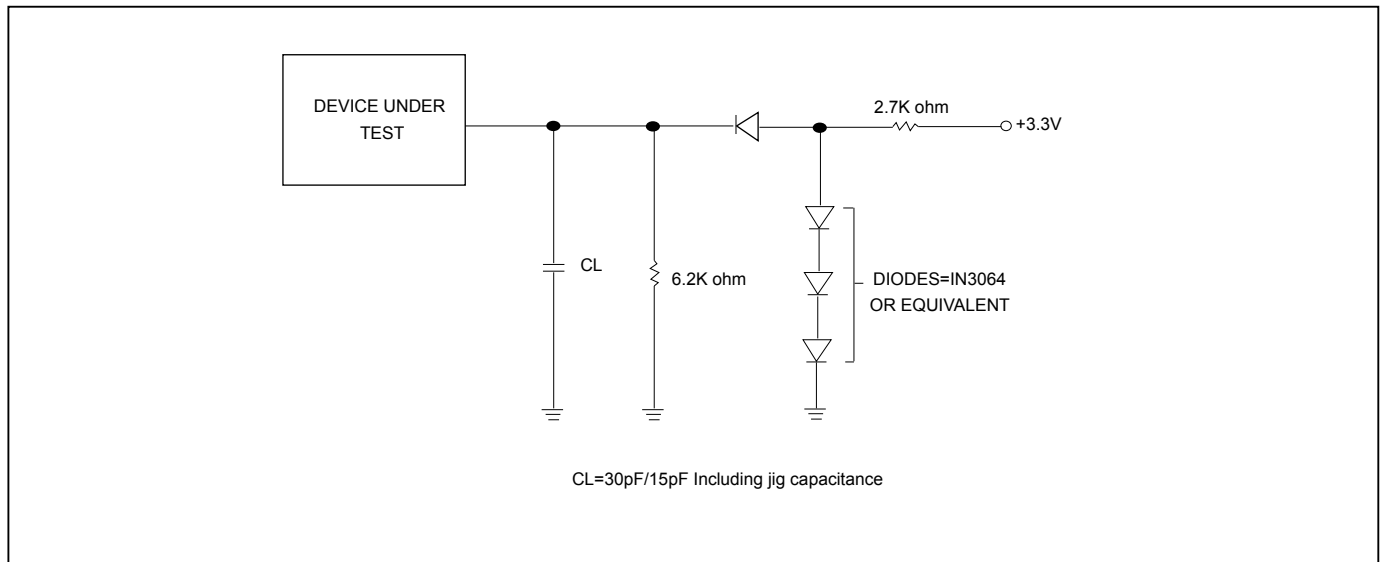 DEVICE UNDER
TEST
2.7K ohm
+3.3V
CL
6.2K ohm
DIODES=IN3064
OR EQUIVALENT
CL=30pF/15pF Including jig capacitance